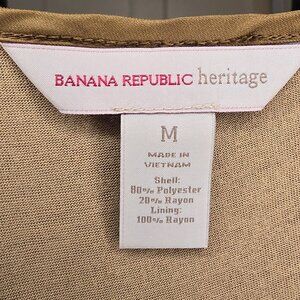 BANANA REPUBLIC heritage
M
MADE IN
VIETNAM
Shell:
80% Polyester
20% Rayon
Lining:
100% Rayon